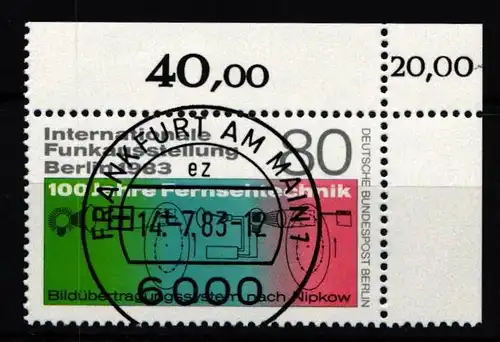 40,00
20,00
Internationale
Funkausstellung
Berlin 1983
80
100 Jahre Fernsehtechnik
Bildübertragungssystem nach Nipkow
DEUTSCHE BUNDESPOST BERLIN
FRANKFURT AM MAIN 1
ez
14.-7.83-12
6000